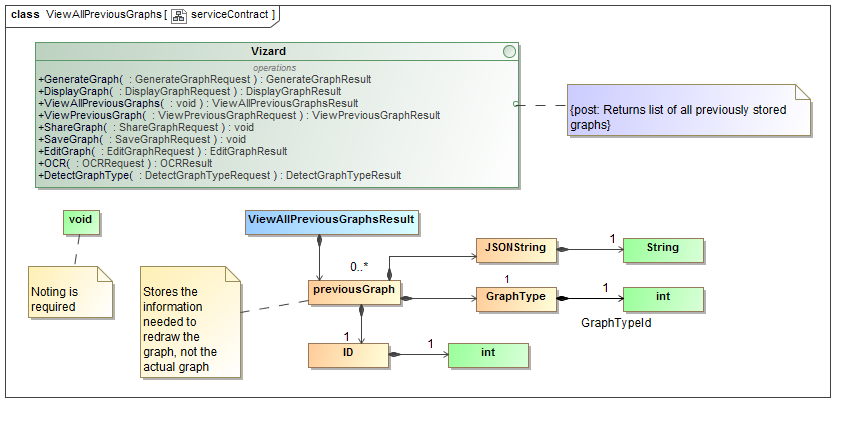 class ViewAllPreviousGraphs[ serviceContract ]
Vizard
operations
+GenerateGraph( : GenerateGraphRequest ) : GenerateGraphResult
+DisplayGraph( : DisplayGraphRequest ) : DisplayGraphResult
+ViewAllPreviousGraphs( : void ) : ViewAllPreviousGraphsResult
+ViewPreviousGraph( : ViewPreviousGraphRequest ) : ViewPreviousGraphResult
+ShareGraph( : ShareGraphRequest ) : void
+SaveGraph( : SaveGraphRequest ) : void
+EditGraph( : EditGraphRequest ) : EditGraphResult
+OCR( : OCRRequest ) : OCRResult
+DetectGraphType( : DetectGraphTypeRequest ) : DetectGraphTypeResult
{post: Returns list of all previously stored
graphs}
void
ViewAllPreviousGraphsResult
JSONString
1
String
Noting is
required
Stores the
information
needed to
redraw the
graph, not the
actual graph
0..*
previousGraph
1
GraphType
1
int
GraphTypeId
1
ID
1
int